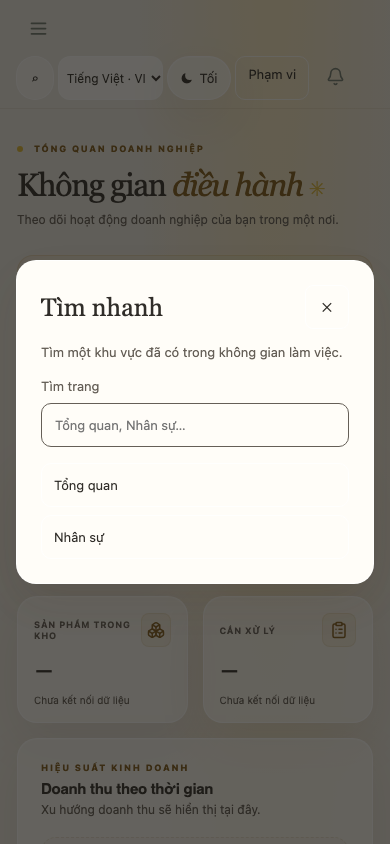 Tiếng Việt · VI
Tối
Phạm vi
TỔNG QUAN DOANH NGHIỆP
Không gian điều hành
Theo dõi hoạt động doanh nghiệp của bạn trong một nơi.
Tìm nhanh
Tìm một khu vực đã có trong không gian làm việc.
Tìm trang
Tổng quan, Nhân sự...
Tổng quan
Nhân sự
SẢN PHẨM TRONG
KHO
CẦN XỬ LÝ
—
—
Chưa kết nối dữ liệu
Chưa kết nối dữ liệu
HIỆU SUẤT KINH DOANH
Doanh thu theo thời gian
Xu hướng doanh thu sẽ hiển thị tại đây.